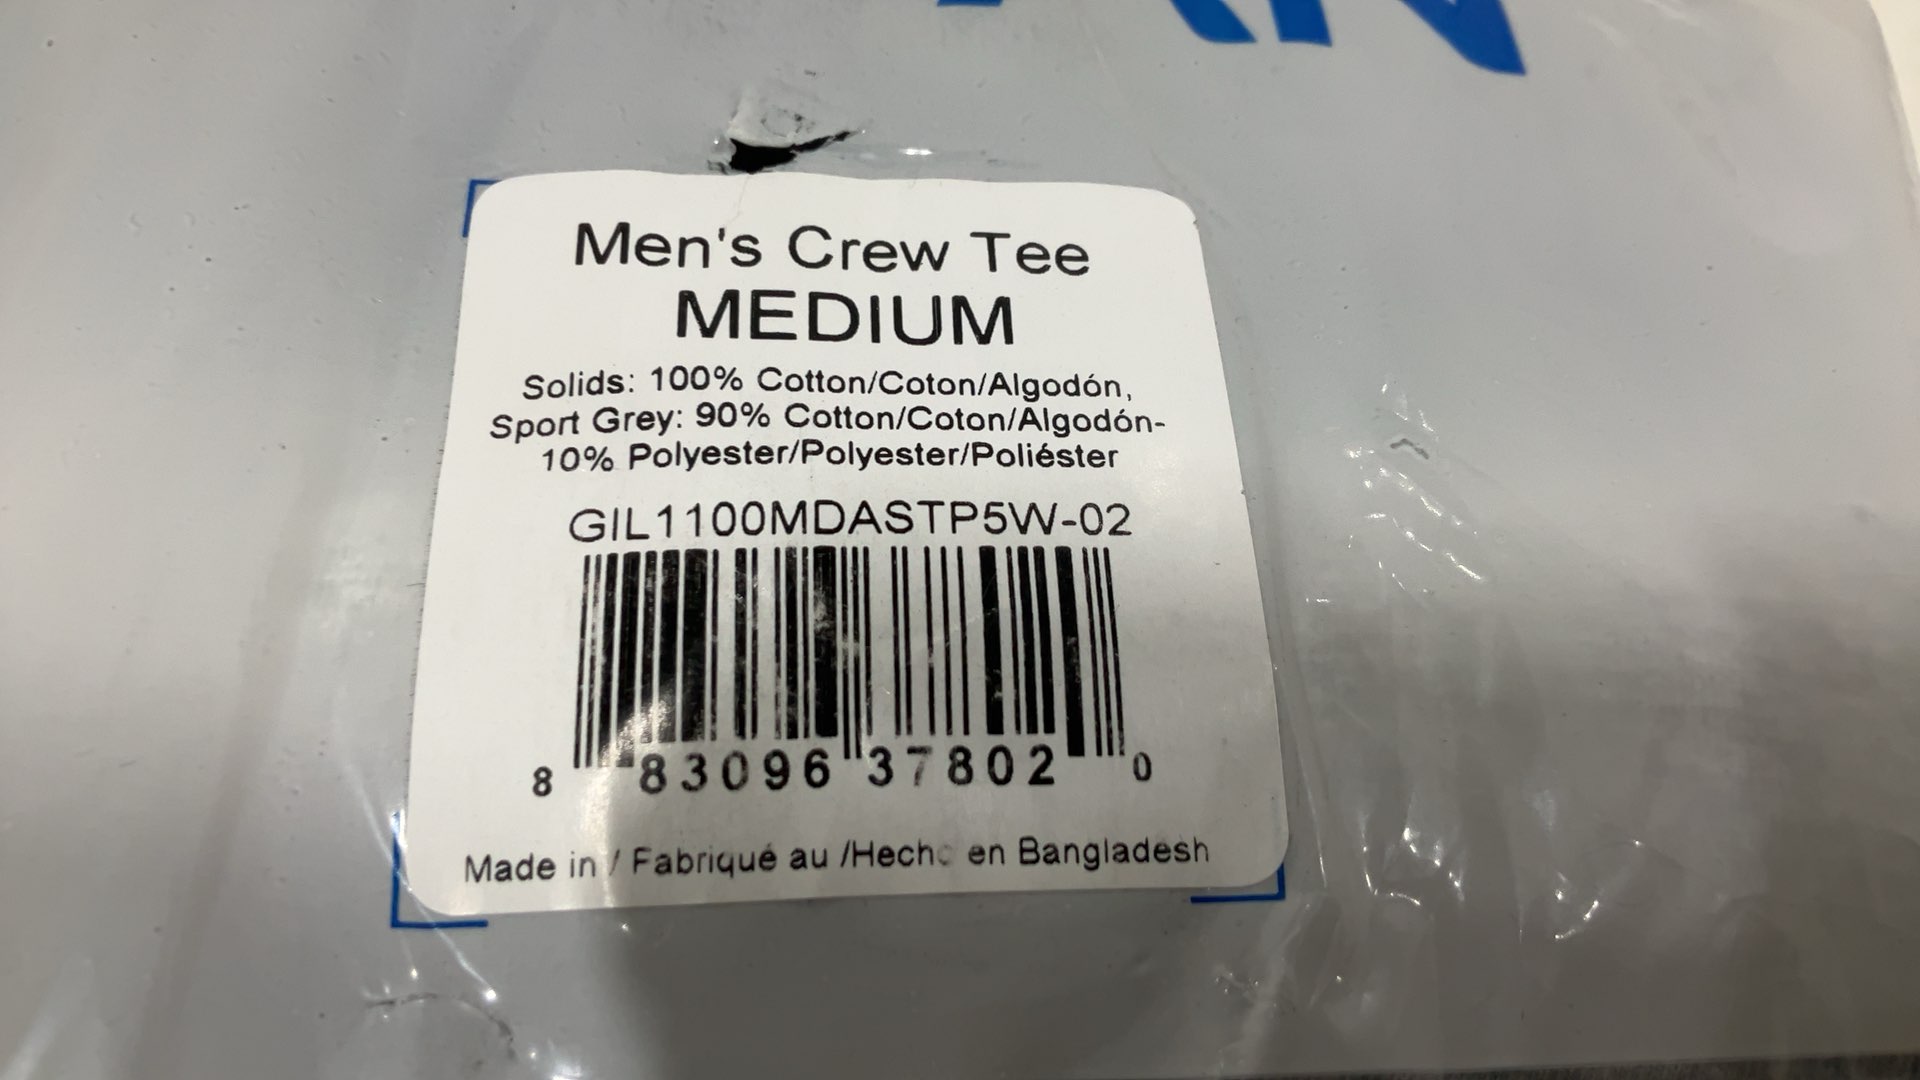 Men's Crew Tee
MEDIUM
Solids: 100% Cotton/Coton/Algodón,
Sport Grey: 90% Cotton/Coton/Algodón-
10% Polyester/Polyester/Poliéster
GIL1100MDASTP5W-02
8 83096 37802 0
Made in / Fabriqué au /Hecho en Bangladesh